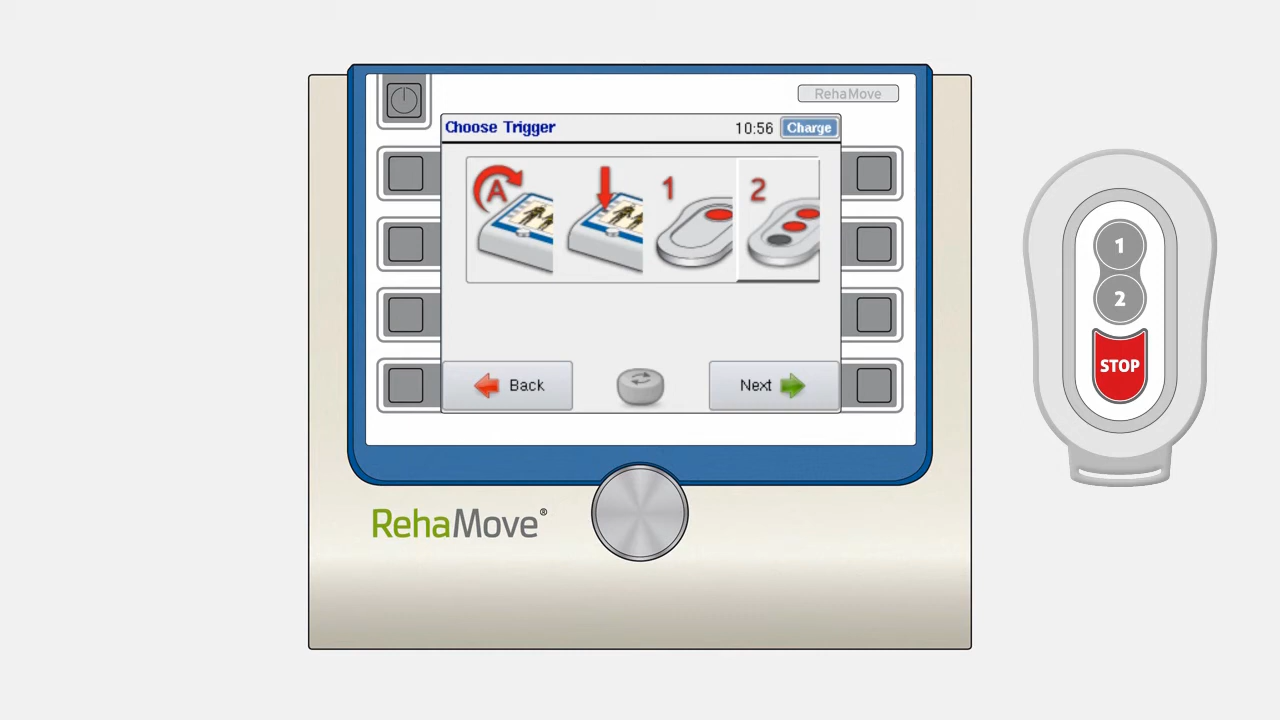 RehaMove
Choose Trigger 10:56 Charge
A 1 2
Back Next
1
2
STOP
RehaMove®